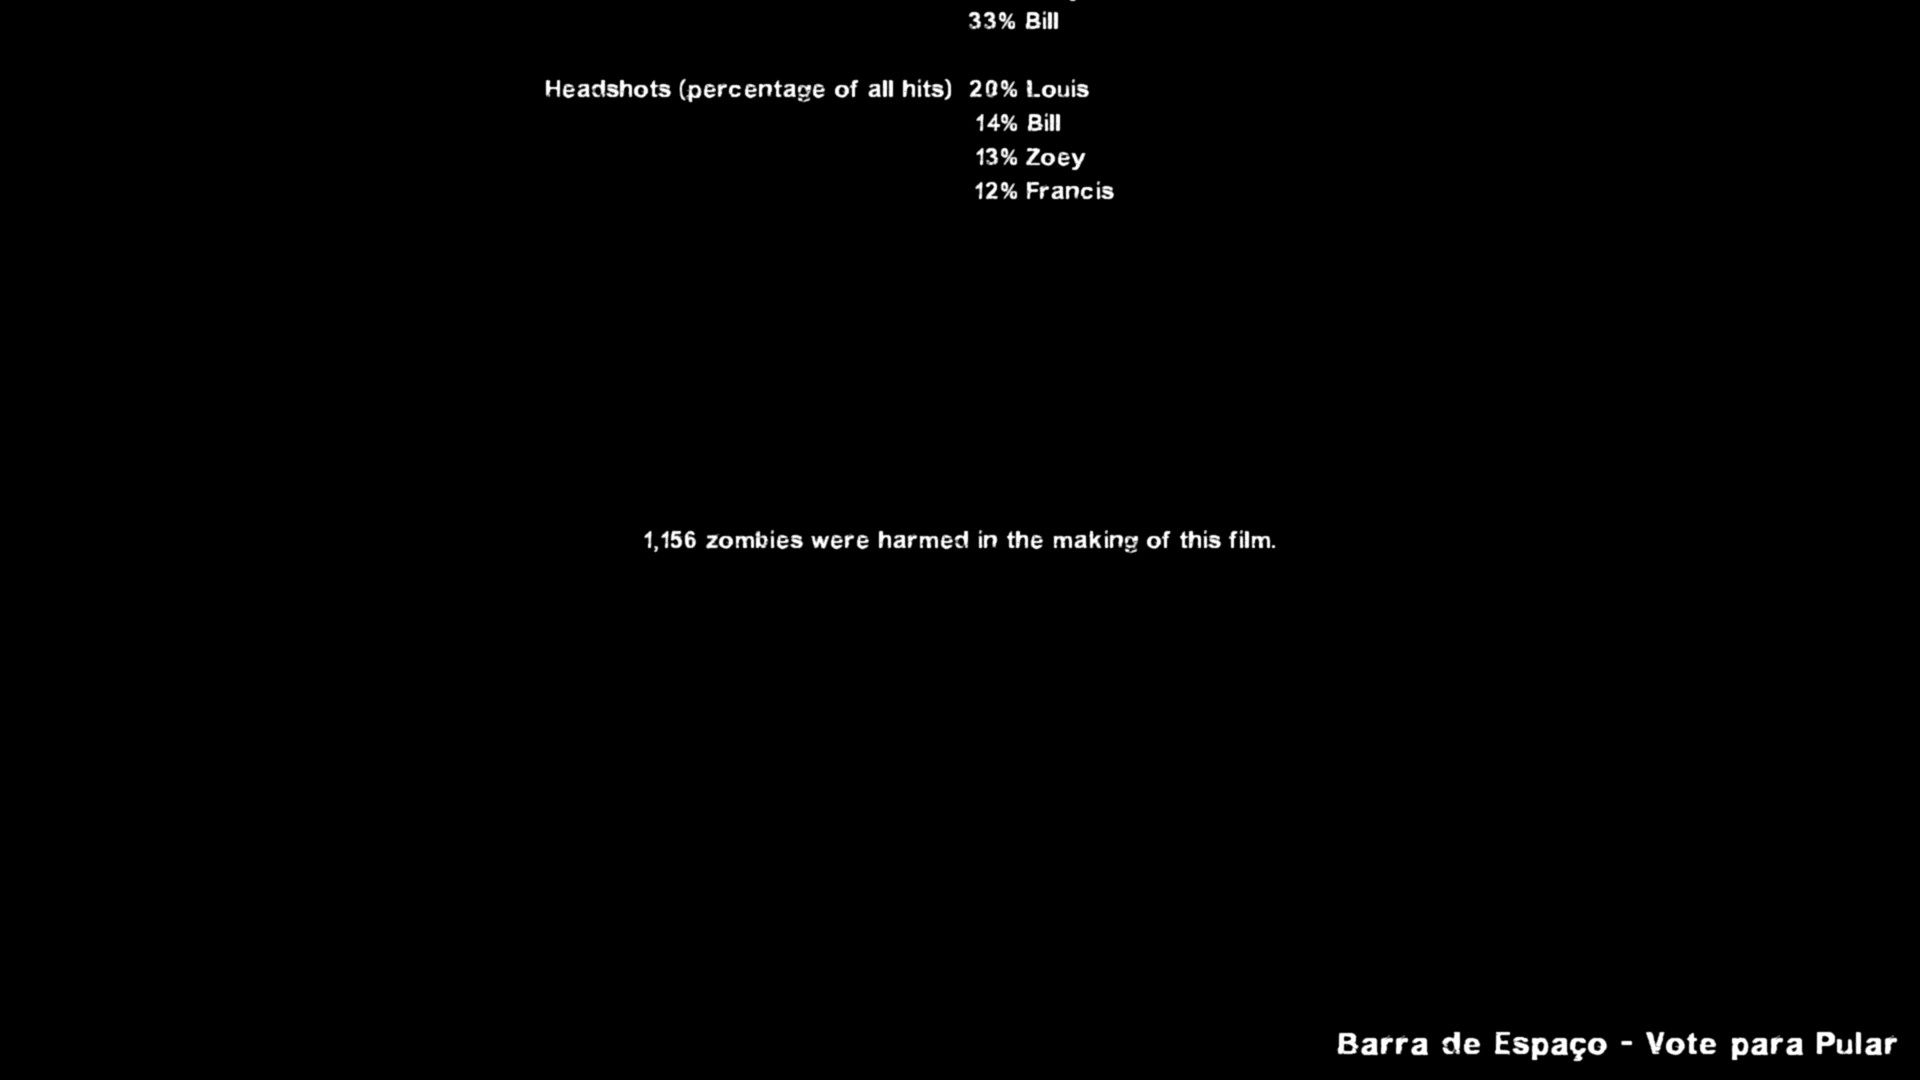 33% Bill
Headshots (percentage of all hits) 20% Louis
14% Bill
13% Zoey
12% Francis
1,156 zombies were harmed in the making of this film.
Barra de Espaço - Vote para Pular